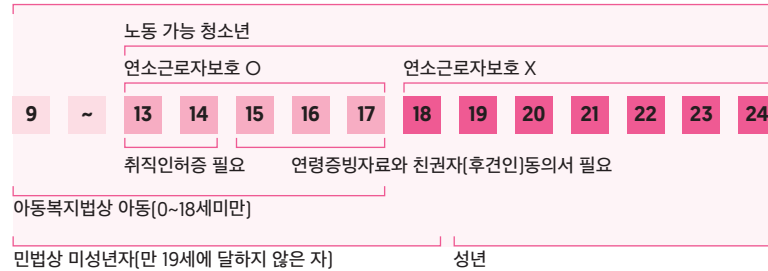 노동 가능 청소년
연소근로자보호 O 연소근로자보호 X
9 ~ 13 14 15 16 17 18 19 20 21 22 23 24
취직인허증 필요 연령증빙자료와 친권자(후견인)동의서 필요
아동복지법상 아동(0~18세미만)
민법상 미성년자(만 19세에 달하지 않은 자) 성년